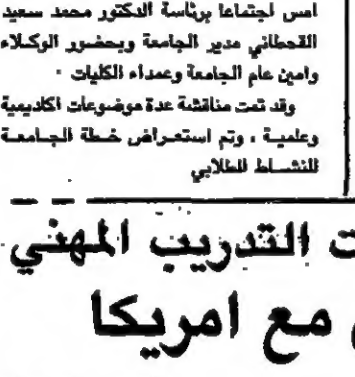 امس اجتماعا برئاسة الدكتور محمد سعيد
القحطاني مدير الجامعة وبحضور الوكلاء
وامين عام الجامعة وعمداء الكليات ٠
وقد تمت مناقشة عدة موضوعات اكاديمية
وعلمية ، وتم استعراض خطة الجامعة
للنشاط الطلابي
ت التدريب المهني
مع امريكا